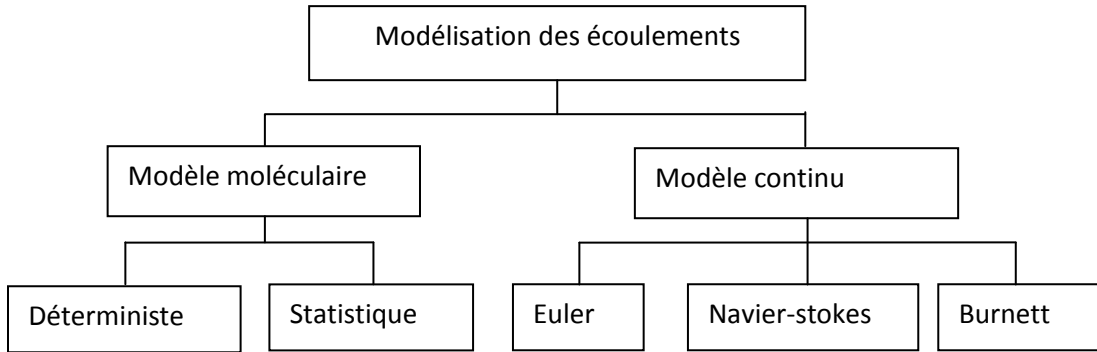 Modélisation des écoulements
Modèle moléculaire
Modèle continu
Déterministe
Statistique
Euler
Navier-stokes
Burnett